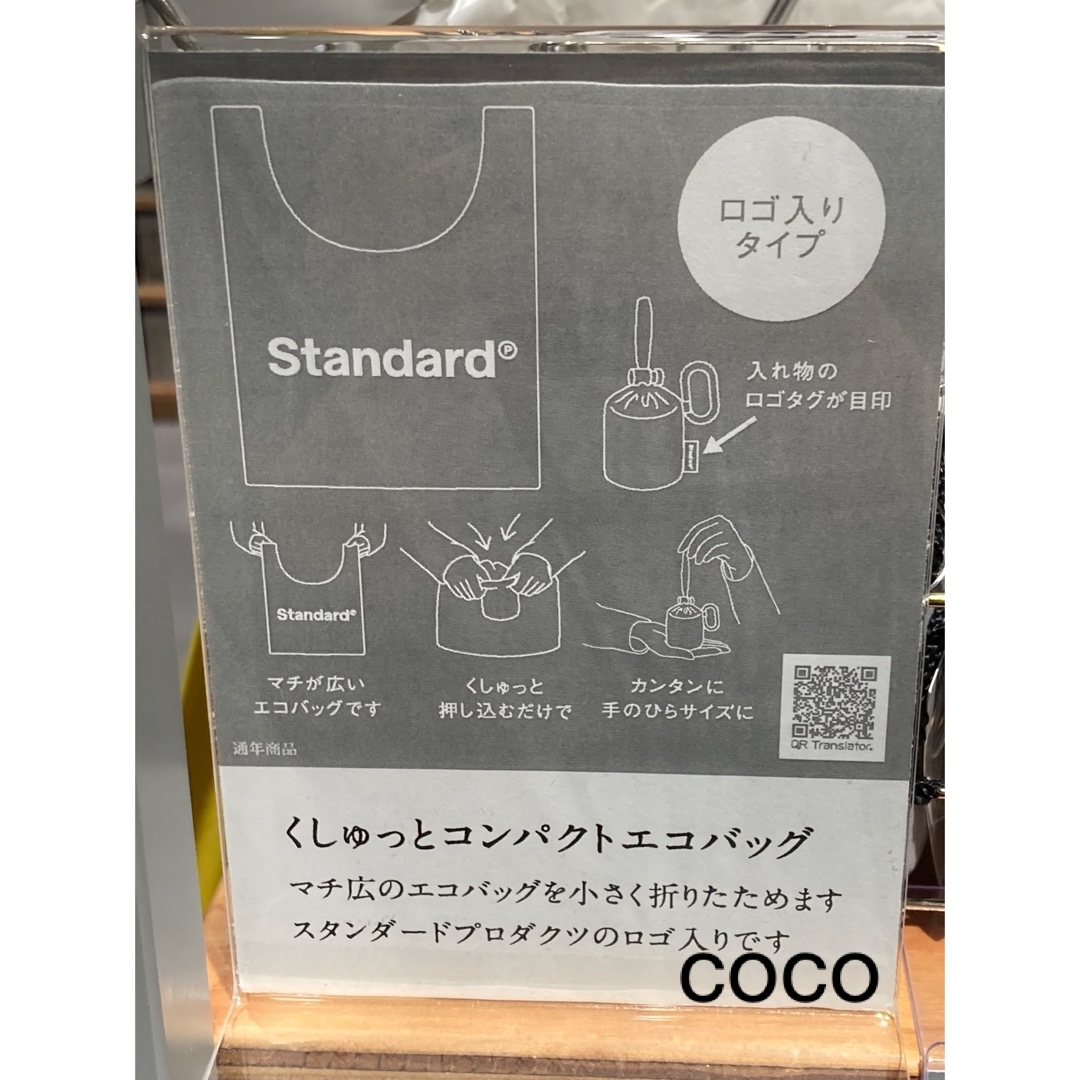 ロゴ入り
タイプ
Standard℗
入れ物の
ロゴタグが目印
Standard℗
マチが広い
エコバッグです
くしゅっと
押し込むだけで
カンタンに
手のひらサイズに
QR Translator.
通年商品
くしゅっとコンパクトエコバッグ
マチ広のエコバッグを小さく折りたためます
スタンダードプロダクツのロゴ入りです
COCO